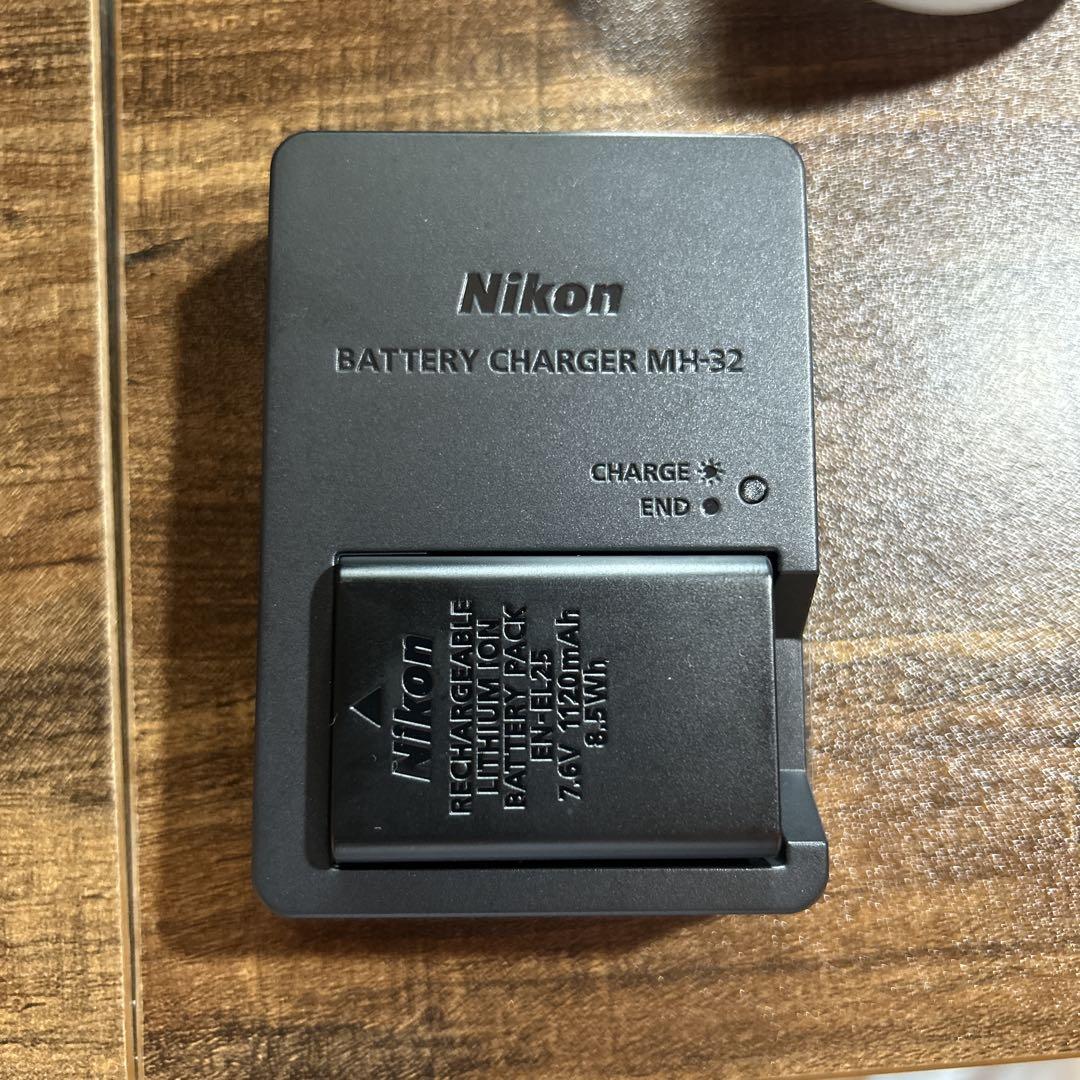 Nikon
BATTERY CHARGER MH-32
CHARGE
END
Nikon
RECHARGEABLE
LITHIUM ION
BATTERY PACK
EN-EL25
7.6V 1120mAh
8.5Wh